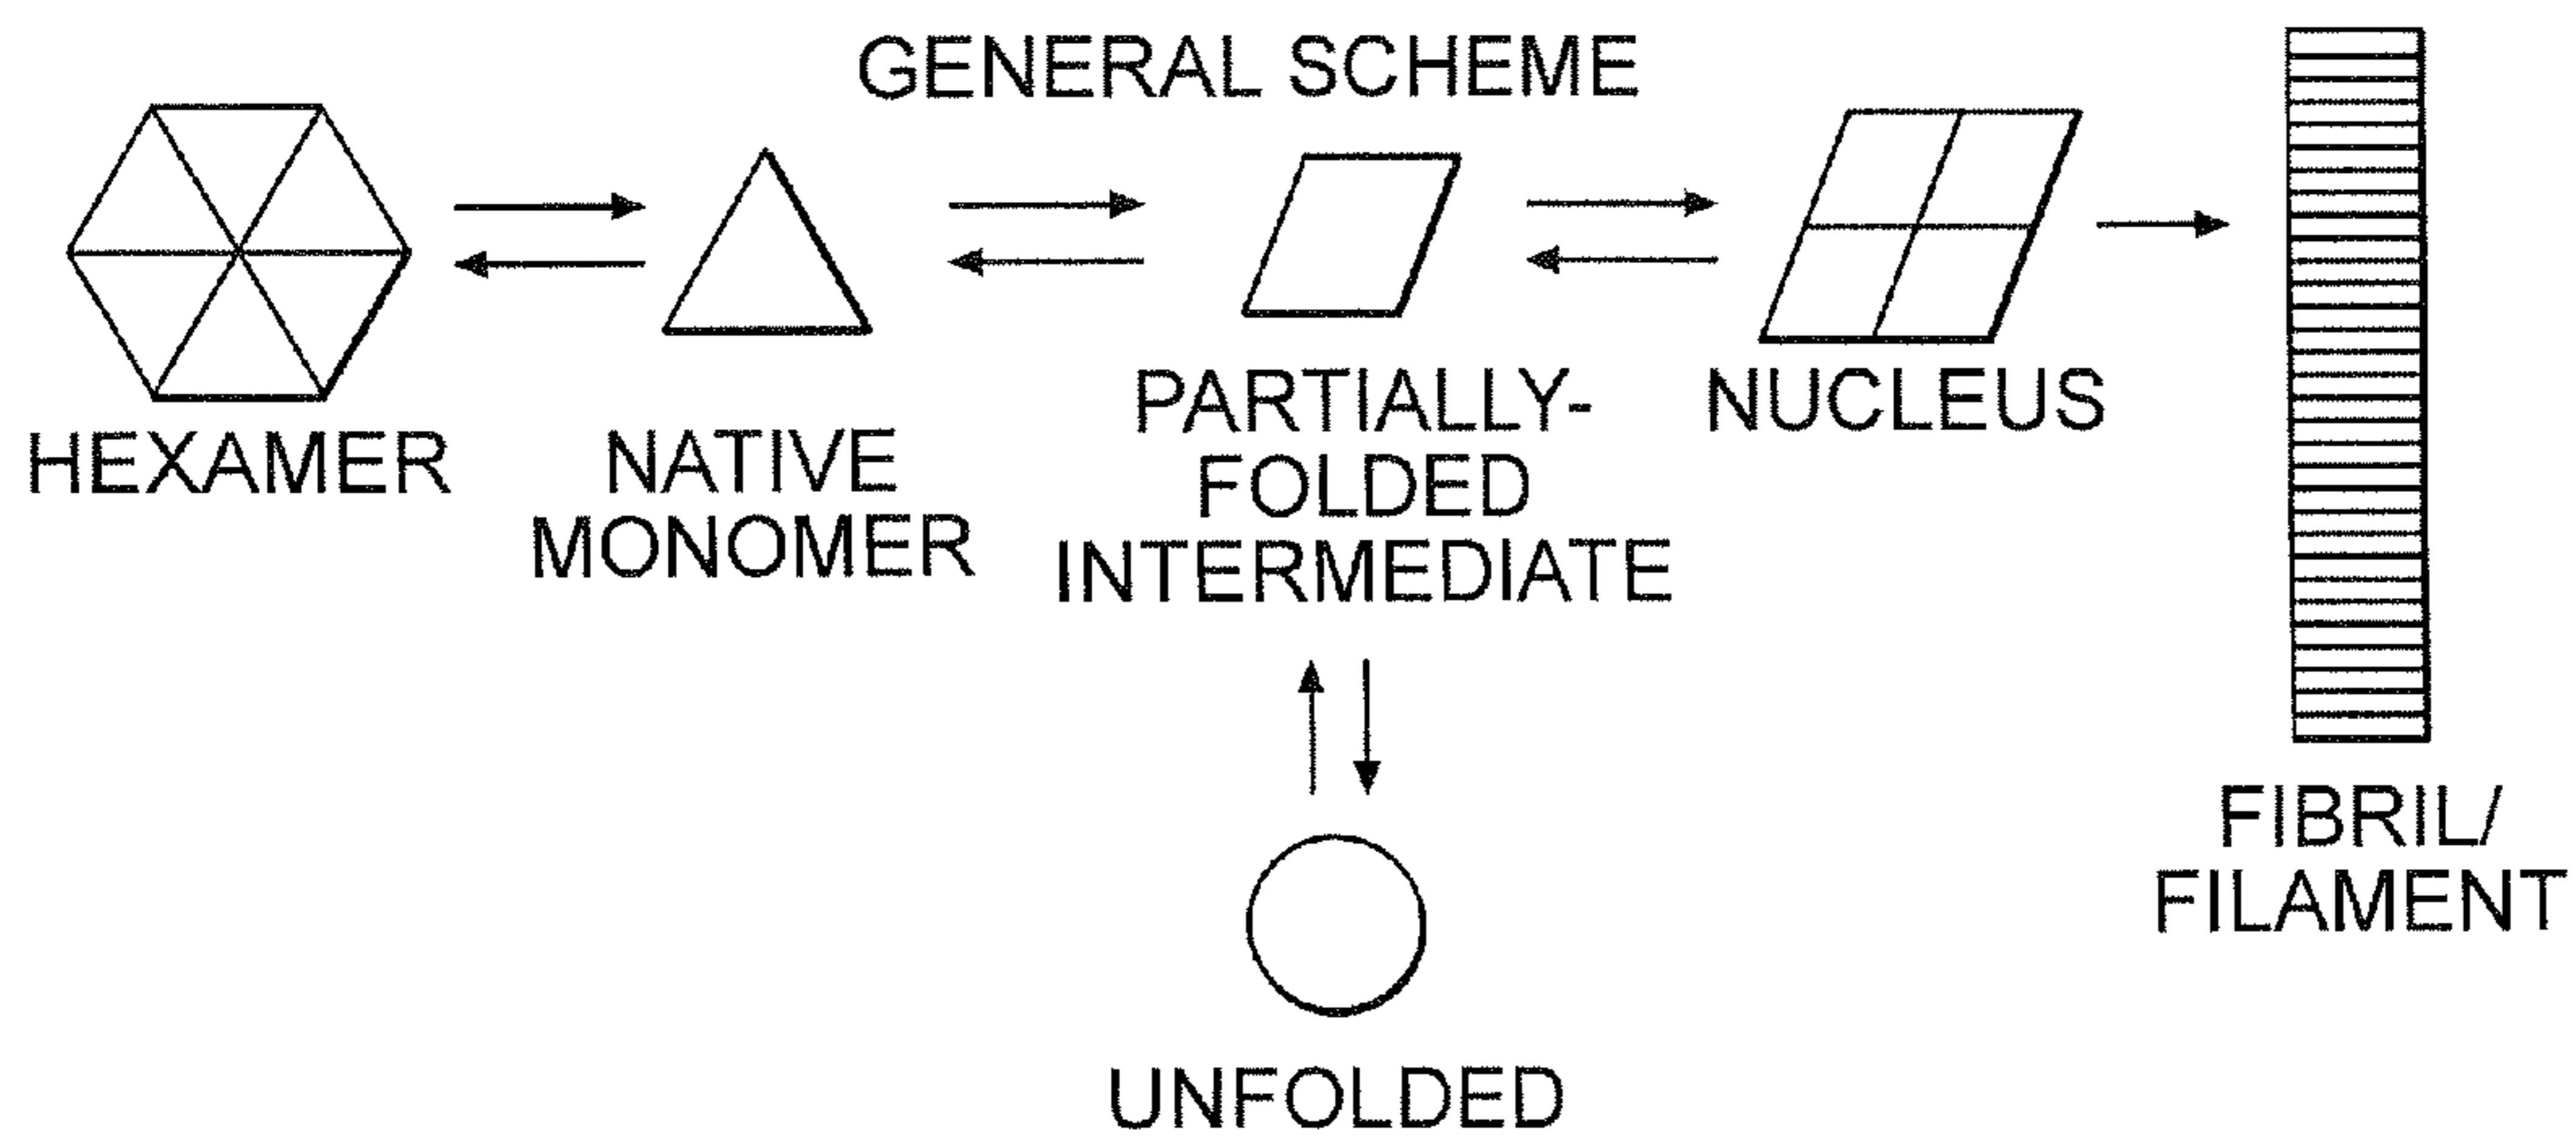 GENERAL SCHEME
HEXAMER
NATIVE
MONOMER
PARTIALLY-
FOLDED
INTERMEDIATE
NUCLEUS
FIBRIL/
FILAMENT
UNFOLDED